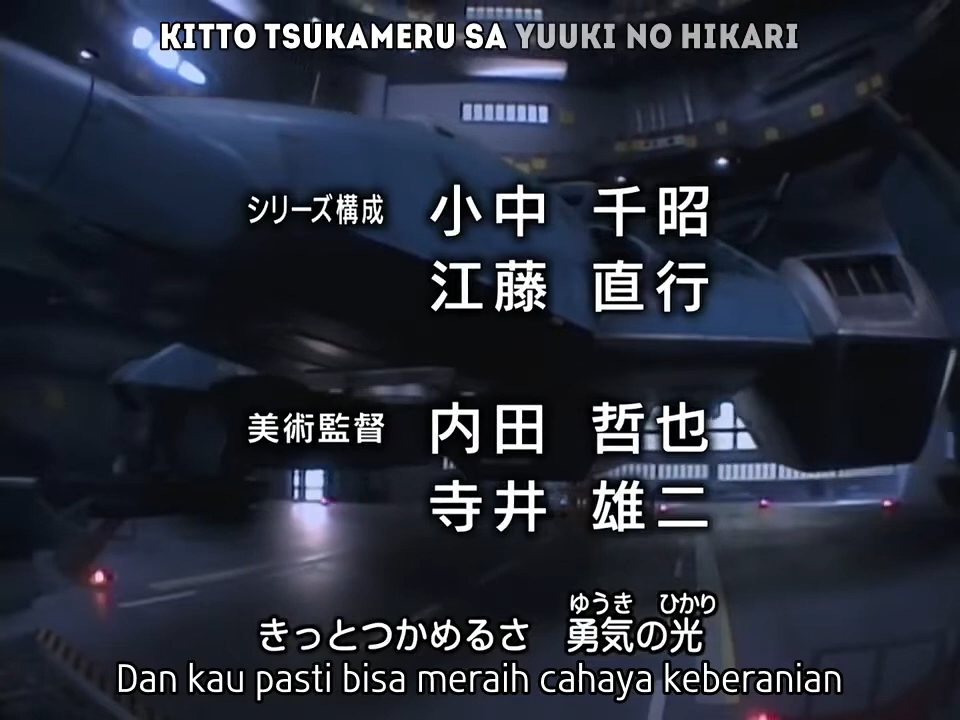 KITTO TSUKAMERU SA YUUKI NO HIKARI
シリーズ構成 小中 千昭
江藤 直行
美術監督 内田 哲也
寺井 雄二
ゆうき ひかり
きっとつかめるさ 勇気の光
Dan kau pasti bisa meraih cahaya keberanian